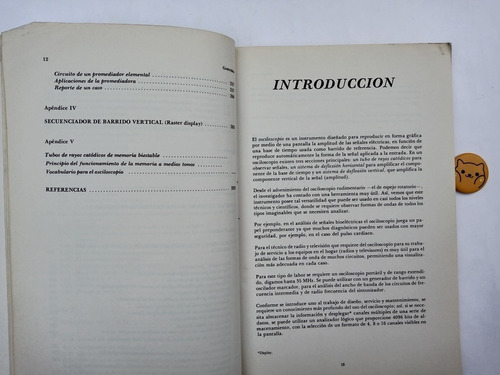 12
Circuito de un promediador elemental
Aplicaciones de la promediadora
Reporte de un caso
Apéndice IV
SECUENCIADOR DE BARRIDO VERTICAL (Raster display)
Apéndice V
Tubos de rayos catódicos de memoria biestable
Principio del funcionamiento de la memoria a medios tonos
Vocabulario para el osciloscopio
REFERENCIAS
INTRODUCCION
El osciloscopio es un instrumento diseñado para reproducir en forma gráfica
por medio de una pantalla la amplitud de las señales eléctricas, en función de
la base de tiempo usada como barrido de referencia. Podemos decir que
reproduce automáticamente la forma de la señal aplicada a la entrada. En un
osciloscopio existen tres secciones principales: un tubo de rayos catódicos para
observar señales, un sistema de deflexión horizontal para amplificar el compo-
nente de la base de tiempo y un sistema de deflexión vertical, que amplifica la
componente vertical de la señal (amplitud).
Desde el advenimiento del osciloscopio rudimentario — el de espejo rotatorio —,
el investigador ha contado con una herramienta muy útil. Así, vemos que este
instrumento posee tal versatilidad que puede ser usado en casi todos los niveles
técnicos y científicos, donde se requiere observar formas de ondas de todos los
tipos imaginables que se necesiten analizar.
Por ejemplo, en el análisis de señales bioeléctricas el osciloscopio juega un pa-
pel preponderante ya que muchos diagnósticos pueden ser usados con mayor
seguridad, por ejemplo, en el caso del pulso cardíaco.
Para el técnico de radio y televisión que requiere del osciloscopio para su traba-
jo de servicio a los equipos en el hogar (radios y televisores) es muy útil para el
análisis de las formas de onda de muchos circuitos, permitiendo una sintoni-
zación más adecuada en cada caso.
Para este tipo de labor se requiere un osciloscopio portátil y de rango extendi-
do, digamos hasta 55 MHz. Se puede utilizar con un generador de barrido y un
oscilador marcador, para el análisis del ancho de banda de los circuitos de fre-
cuencia intermedia y de radio frecuencia del sintonizador.
Conforme se introduce uno al trabajo de diseño, servicio y mantenimiento, se
requiere un conocimiento más profundo del uso del osciloscopio; así, si se nece-
sita almacenar la información y desplegar* cantidades múltiples de una serie de
datos, se puede utilizar un analizador lógico que proporcione 4096 bits de al-
macenamiento, con la selección de un formato de 4, 8 o 16 canales visibles en
la pantalla.
*Display.
13